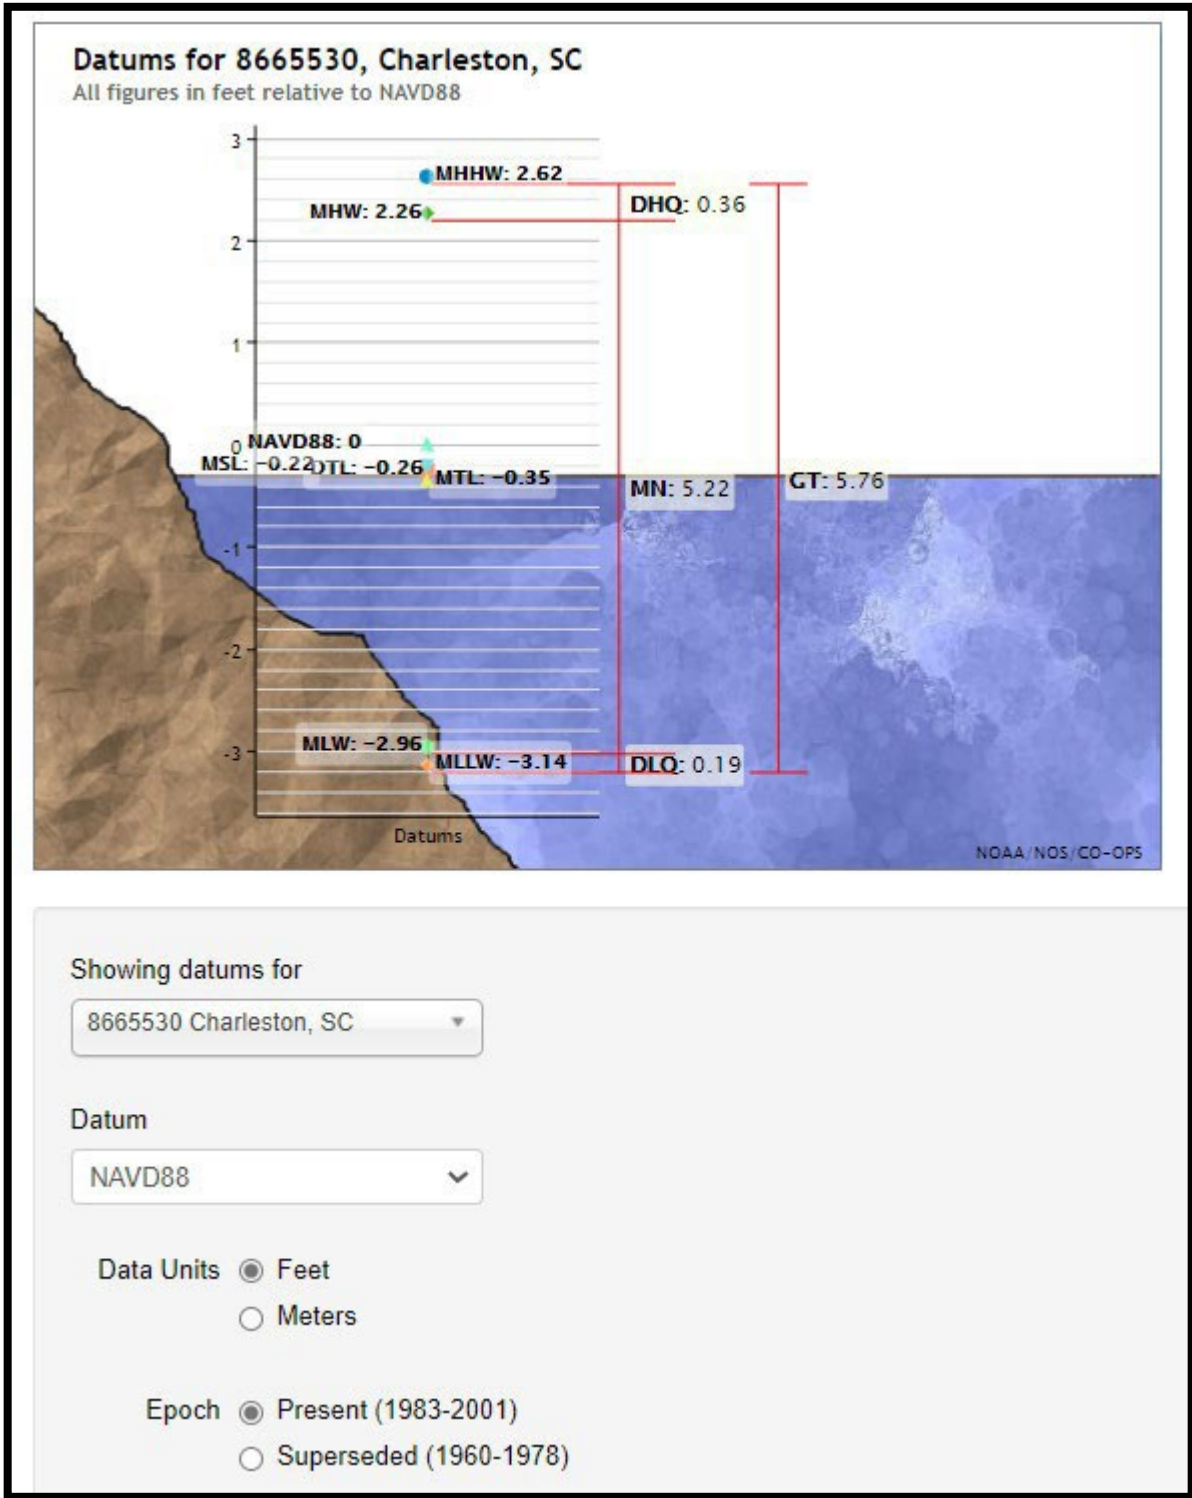 Datums for 8665530, Charleston, SC
All figures in feet relative to NAVD88
3
MHHW: 2.62
MHW: 2.26
DHQ: 0.36
2
1
0
NAVD88: 0
MSL: −0.22
DTL: −0.26
MTL: −0.35
MN: 5.22
GT: 5.76
-1
-2
MLW: −2.96
-3
MLLW: −3.14
DLQ: 0.19
Datums
NOAA/NOS/CO-OPS
Showing datums for
8665530 Charleston, SC
Datum
NAVD88
Data Units Feet
Meters
Epoch Present (1983-2001)
Superseded (1960-1978)